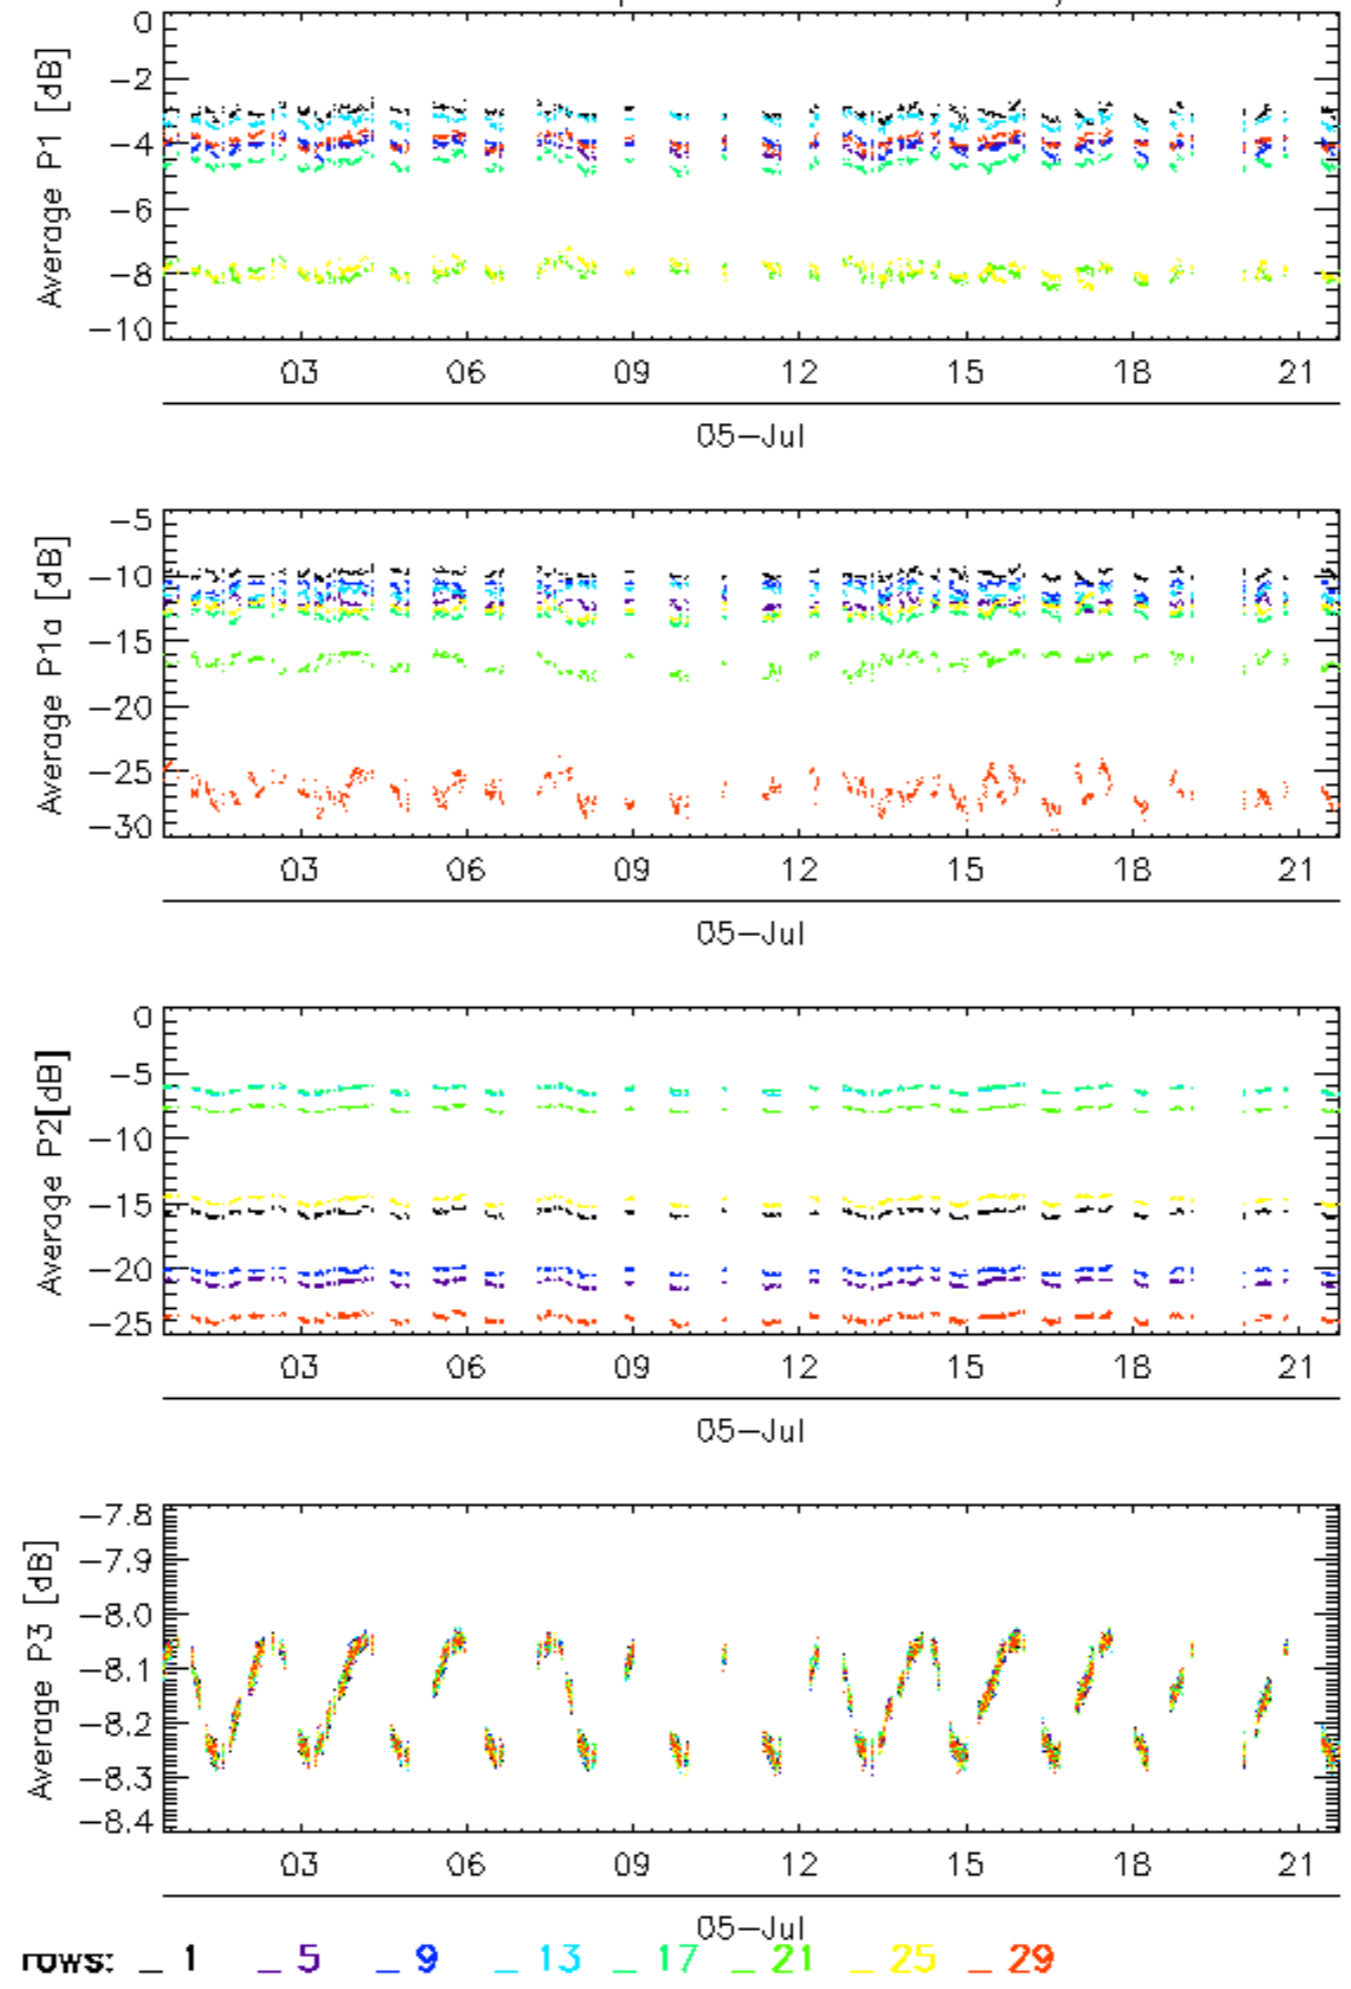 Average P1 [dB]
0
−2
−4
−6
−8
−10
03 06 09 12 15 18 21
05−Jul
Average P1a [dB]
−5
−10
−15
−20
−25
−30
03 06 09 12 15 18 21
05−Jul
Average P2[dB]
0
−5
−10
−15
−20
−25
03 06 09 12 15 18 21
05−Jul
Average P3 [dB]
−7.8
−7.9
−8.0
−8.1
−8.2
−8.3
−8.4
03 06 09 12 15 18 21
05−Jul
rows: _ 1 _ 5 _ 9 _ 13 _ 17 _ 21 _ 25 _ 29